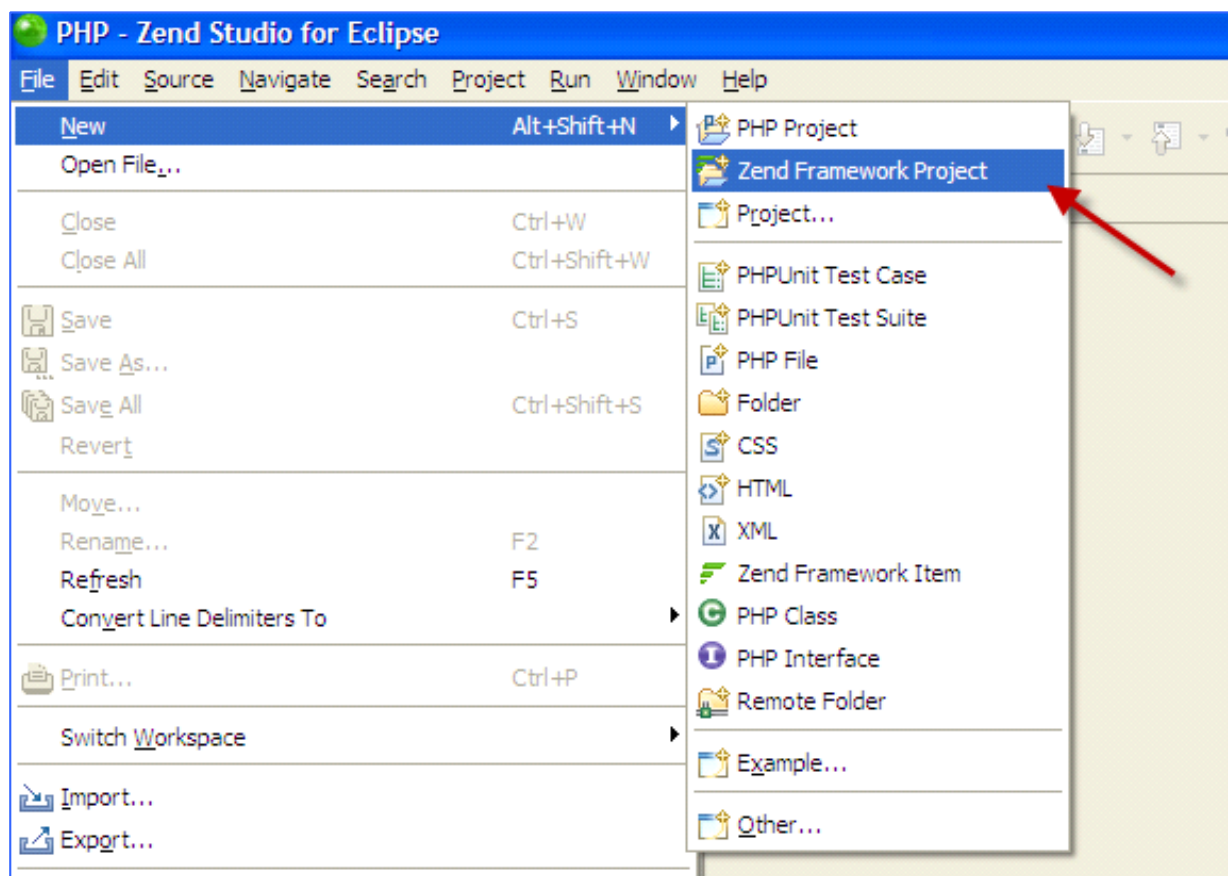 PHP - Zend Studio for Eclipse
File Edit Source Navigate Search Project Run Window Help
New Alt+Shift+N
Open File...
Close Ctrl+W
Close All Ctrl+Shift+W
Save Ctrl+S
Save As...
Save All Ctrl+Shift+S
Revert
Move...
Rename... F2
Refresh F5
Convert Line Delimiters To
Print... Ctrl+P
Switch Workspace
Import...
Export...
PHP Project
Zend Framework Project
Project...
PHPUnit Test Case
PHPUnit Test Suite
PHP File
Folder
CSS
HTML
XML
Zend Framework Item
PHP Class
PHP Interface
Remote Folder
Example...
Other...